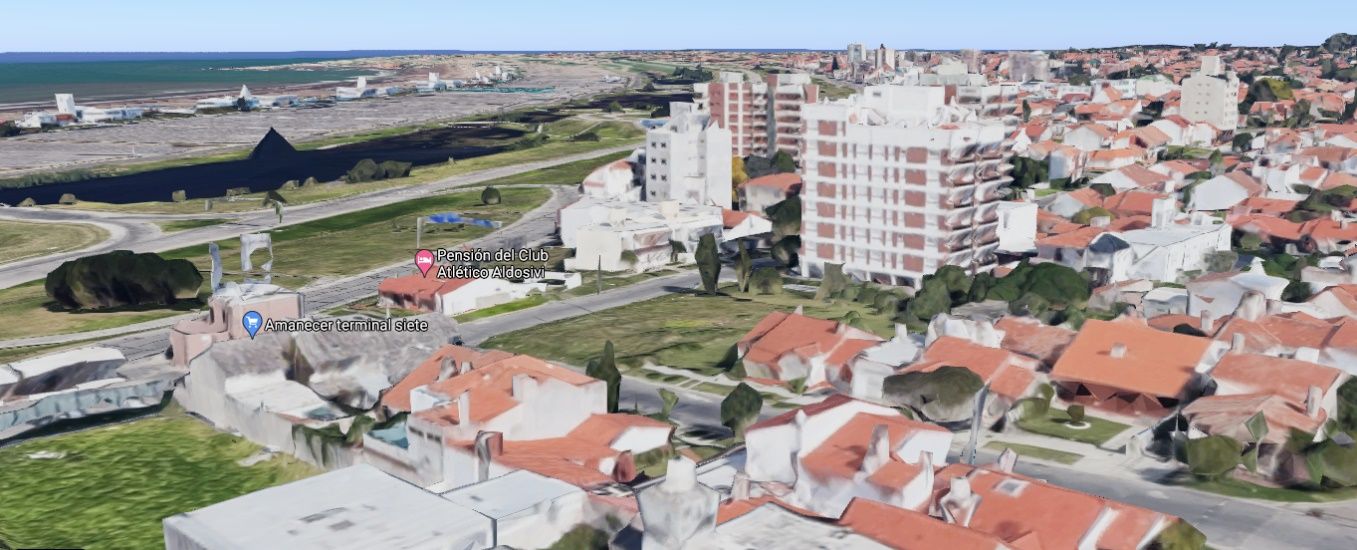 Pensión del Club
Atlético Aldosivi
Amanecer terminal siete